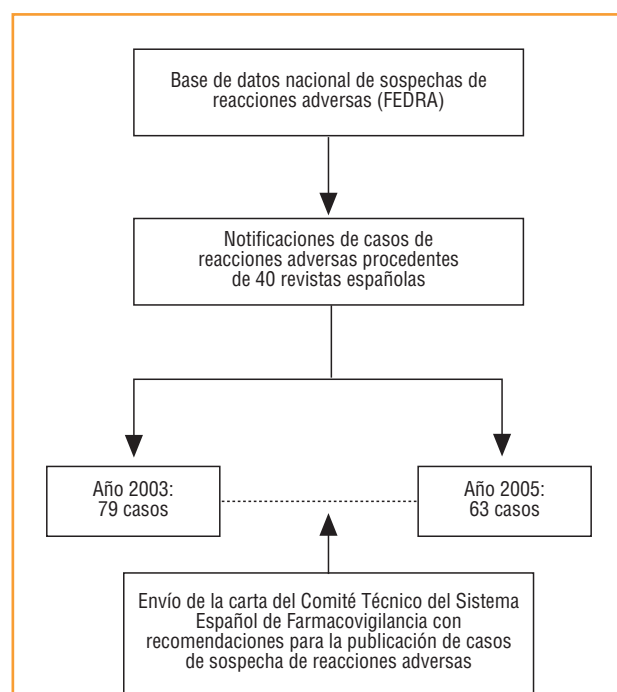 Base de datos nacional de sospechas de
reacciones adversas (FEDRA)
Notificaciones de casos de
reacciones adversas procedentes
de 40 revistas españolas
Año 2003:
79 casos
Año 2005:
63 casos
Envío de la carta del Comité Técnico del Sistema
Español de Farmacovigilancia con
recomendaciones para la publicación de casos
de sospecha de reacciones adversas